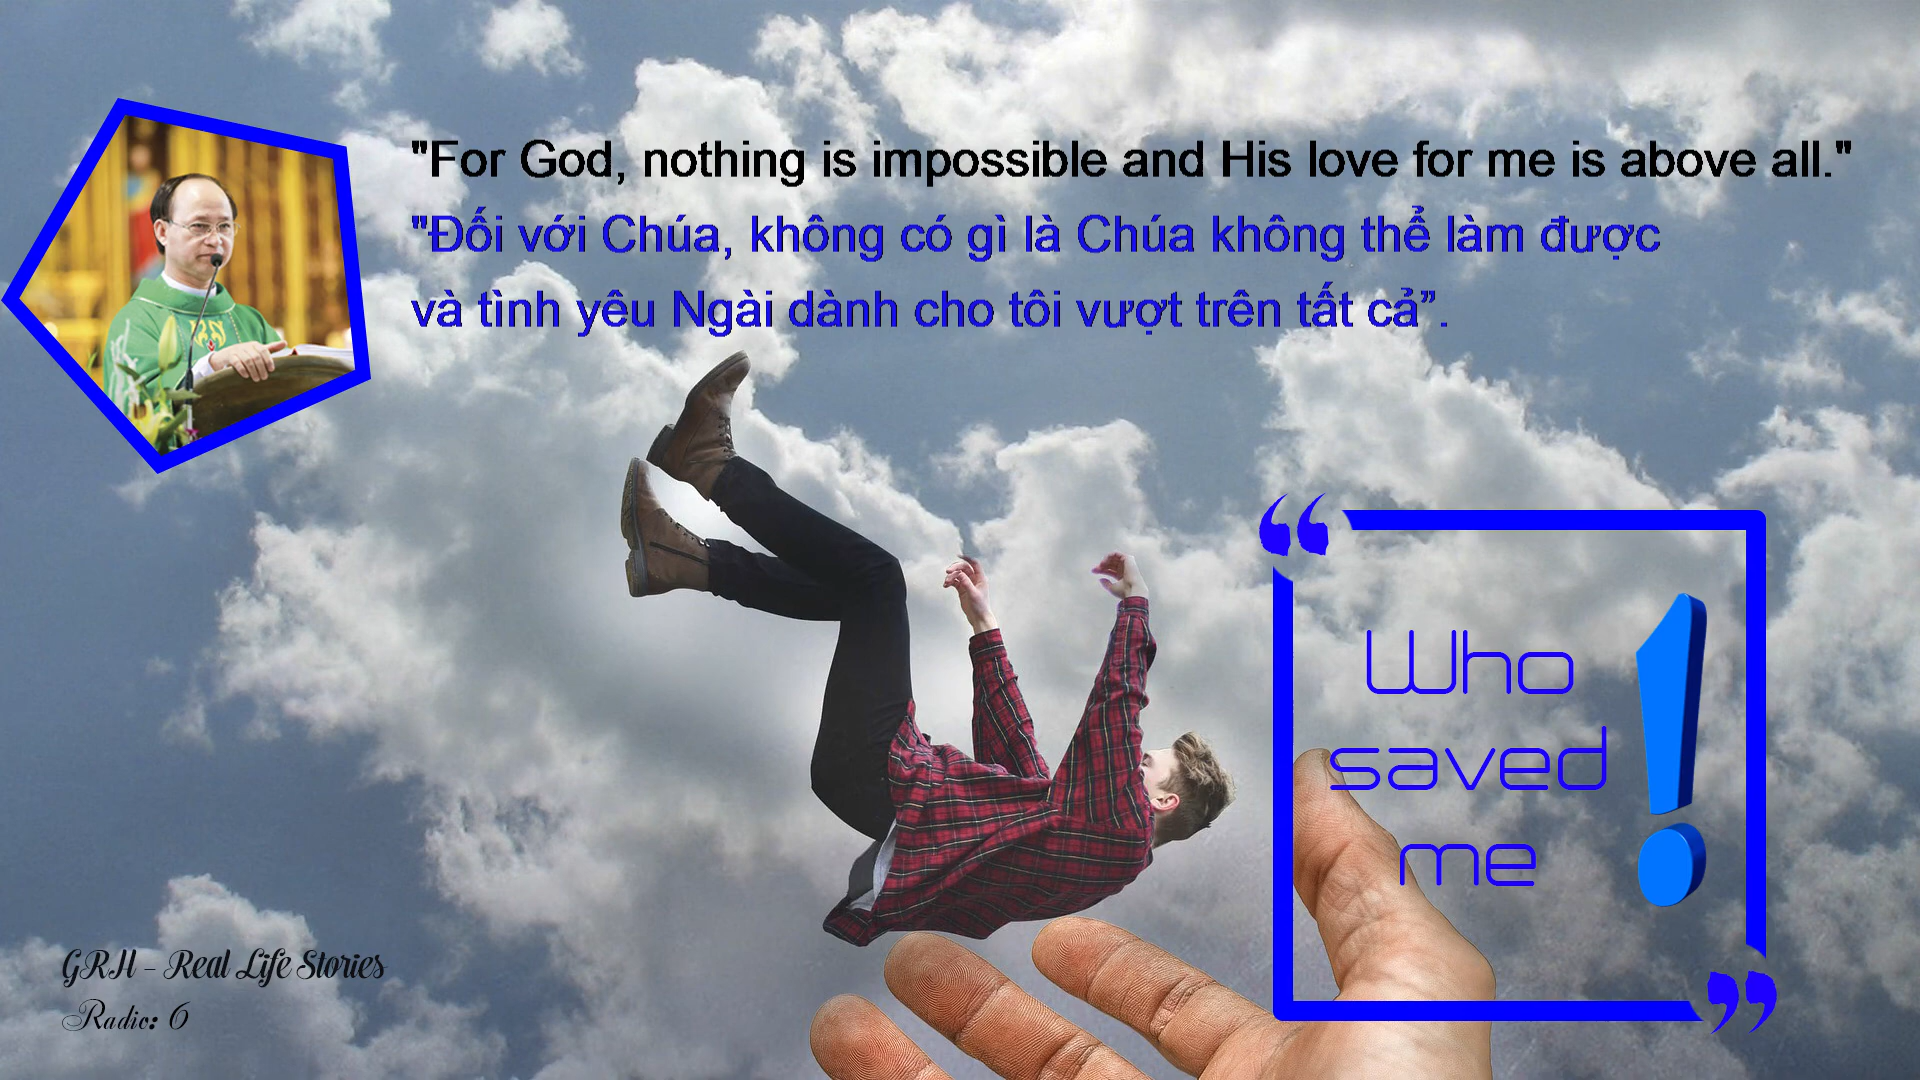 "For God, nothing is impossible and His love for me is above all."
"Đối với Chúa, không có gì là Chúa không thể làm được
và tình yêu Ngài dành cho tôi vượt trên tất cả”.
“
Who
saved
me
!
”
GRH - Real Life Stories
Radio: 6